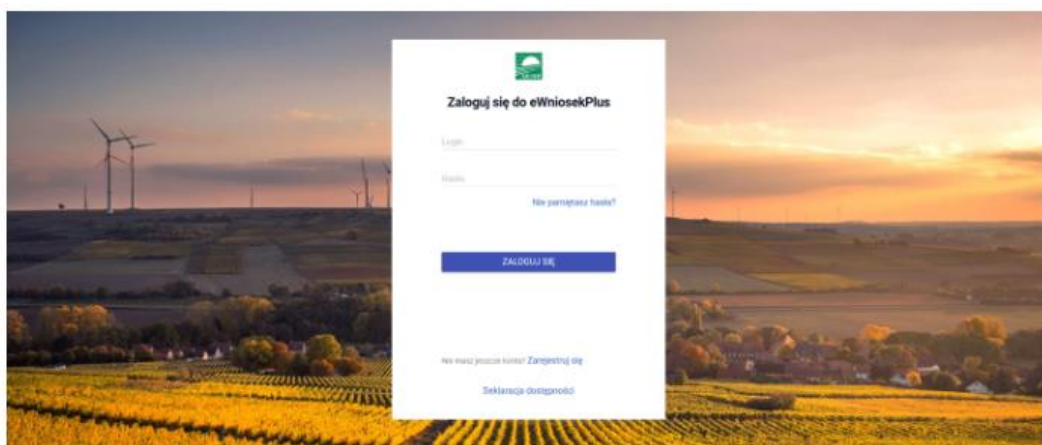 Zaloguj się do eWniosekPlus
Login
Hasło
Nie pamiętasz hasła?
ZALOGUJ SIĘ
Nie masz jeszcze konta? Zarejestruj się
Deklaracja dostępności